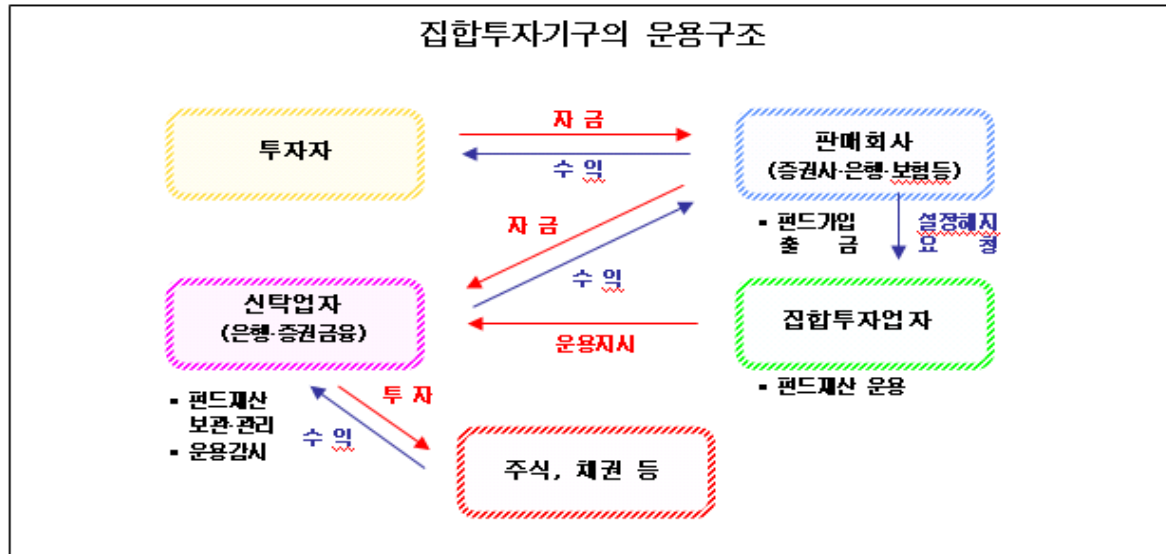 집합투자기구의 운용구조
투자자
자 금
수 익
판매회사
(증권사·은행·보험등)
자 금
수 익
▪ 펀드가입
출 금
설정해지
요 청
신탁업자
(은행·증권금융)
운용지시
집합투자업자
▪ 펀드재산 운용
▪ 펀드재산
보관·관리
▪ 운용감시
투 자
수 익
주식, 채권 등